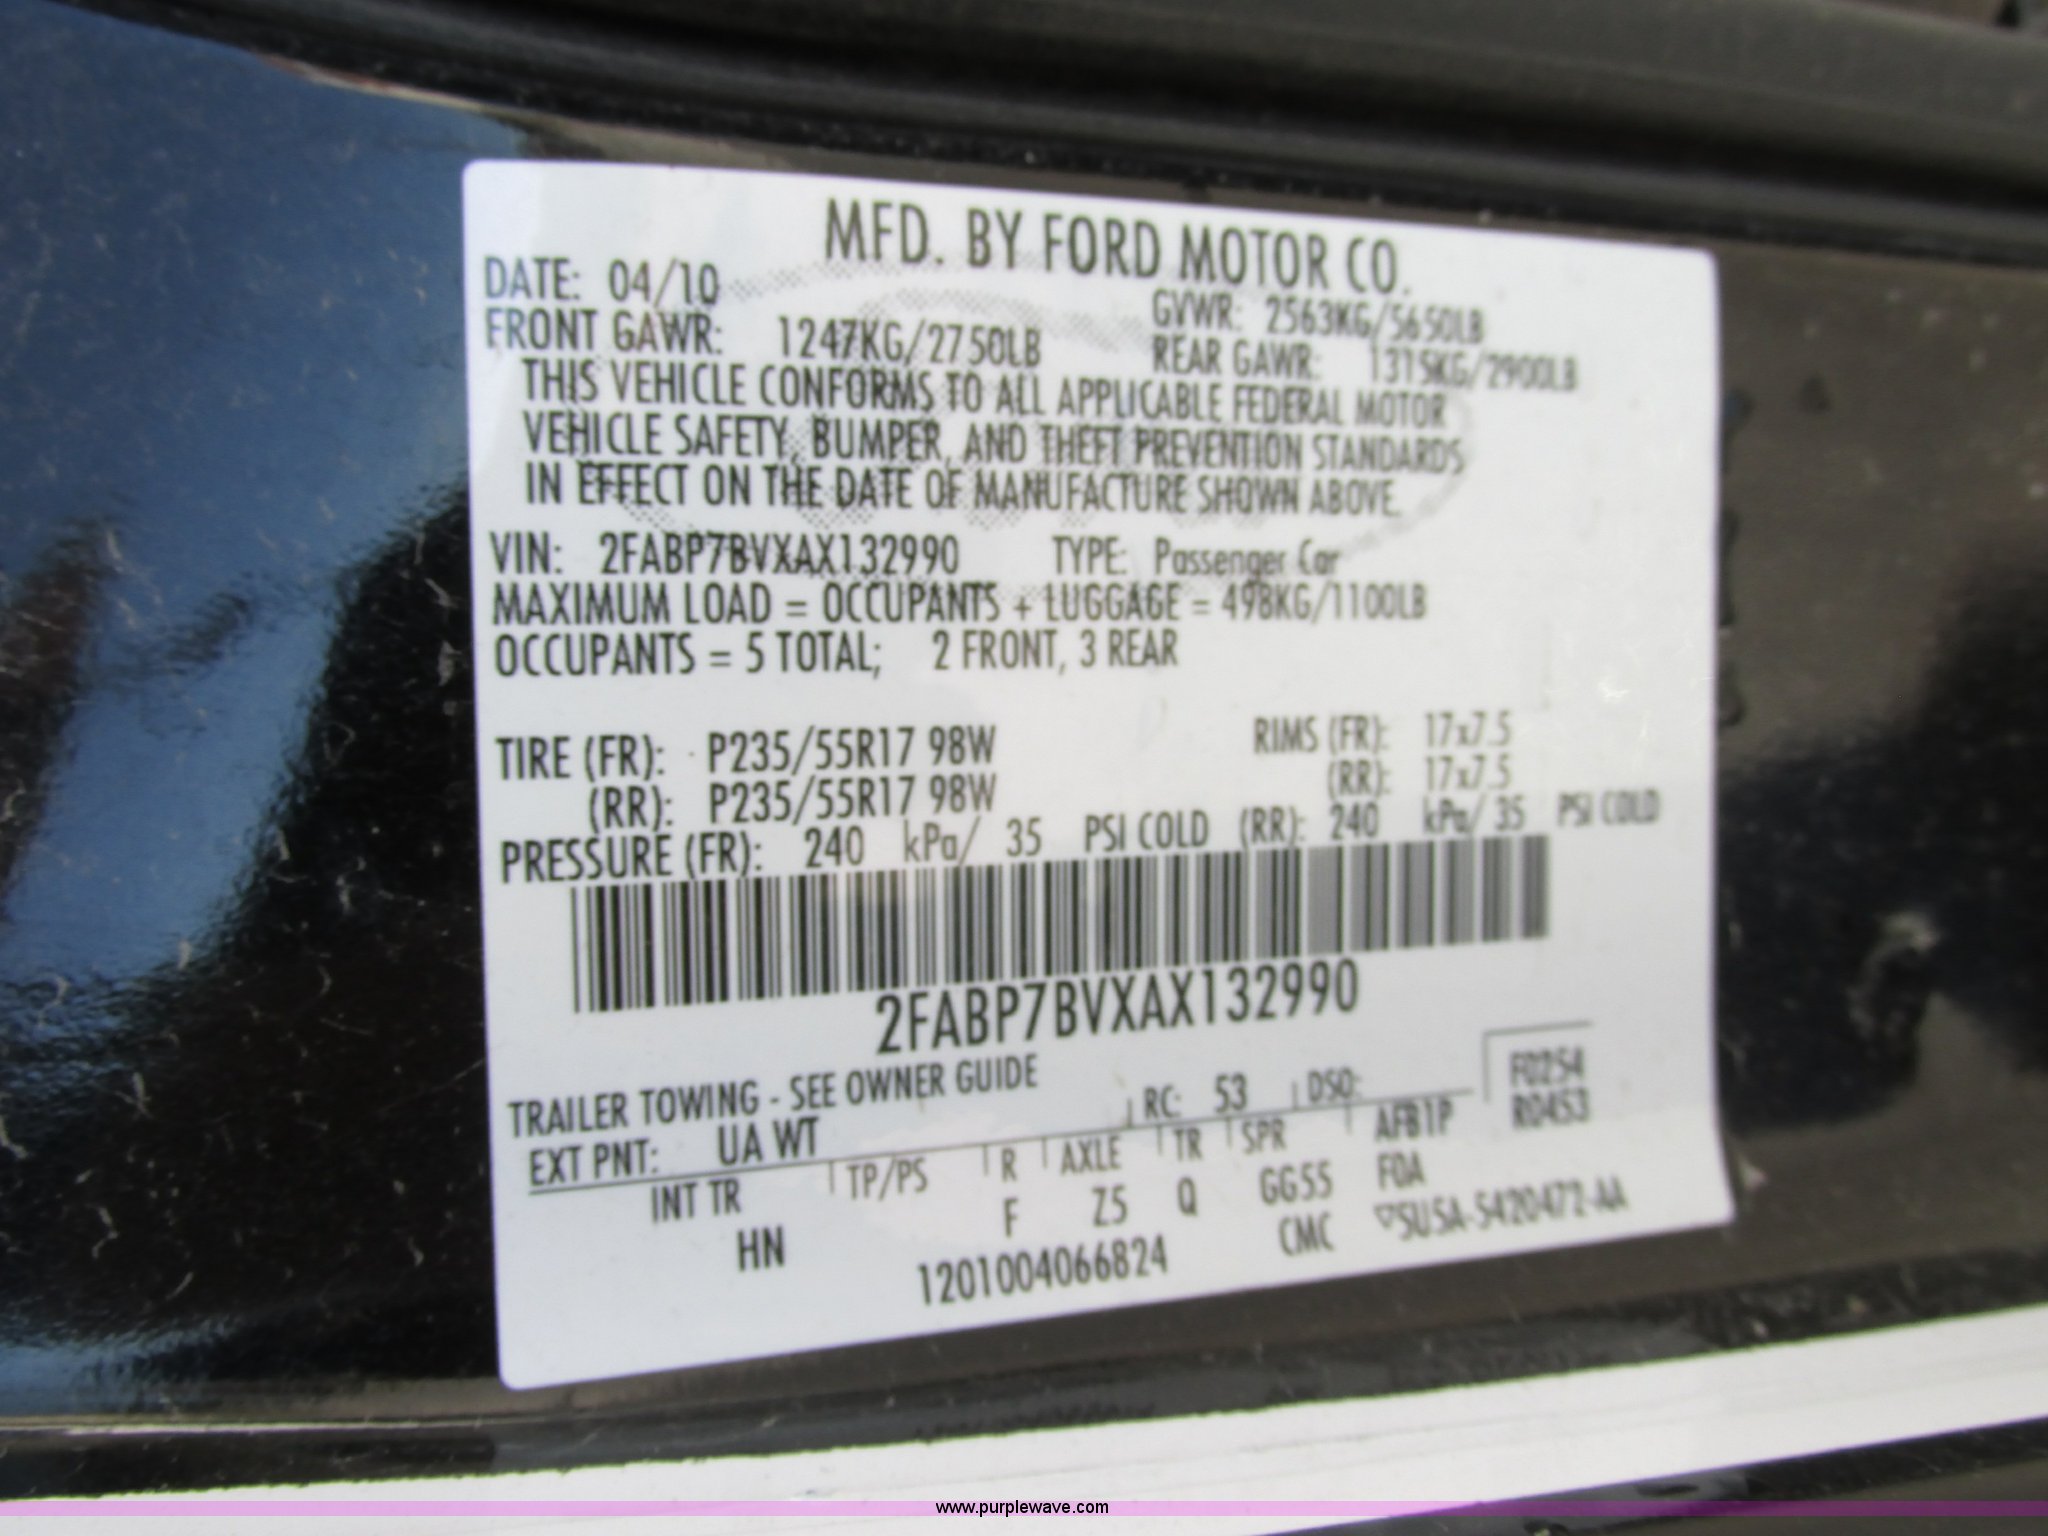 MFD. BY FORD MOTOR CO.
DATE: 04/10 GVWR: 2563KG/5650LB
FRONT GAWR: 1247KG/2750LB REAR GAWR: 1315KG/2900LB
THIS VEHICLE CONFORMS TO ALL APPLICABLE FEDERAL MOTOR
VEHICLE SAFETY, BUMPER, AND THEFT PREVENTION STANDARDS
IN EFFECT ON THE DATE OF MANUFACTURE SHOWN ABOVE.
VIN: 2FABP7BVXAX132990 TYPE: Passenger Car
MAXIMUM LOAD = OCCUPANTS + LUGGAGE = 498KG/1100LB
OCCUPANTS = 5 TOTAL; 2 FRONT, 3 REAR
TIRE (FR): P235/55R17 98W RIMS (FR): 17x7.5
(RR): P235/55R17 98W (RR): 17x7.5
PRESSURE (FR): 240 kPa/ 35 PSI COLD (RR): 240 kPa/ 35 PSI COLD
2FABP7BVXAX132990
TRAILER TOWING - SEE OWNER GUIDE
EXT PNT: UA WT RC: 53 DSO: F0254
R0453
INT TR TP/PS R AXLE TR SPR AFB1P
HN F Z5 Q GG55 F0A
1201004066824 CMC ▽5U5A-5420472-AA
www.purplewave.com